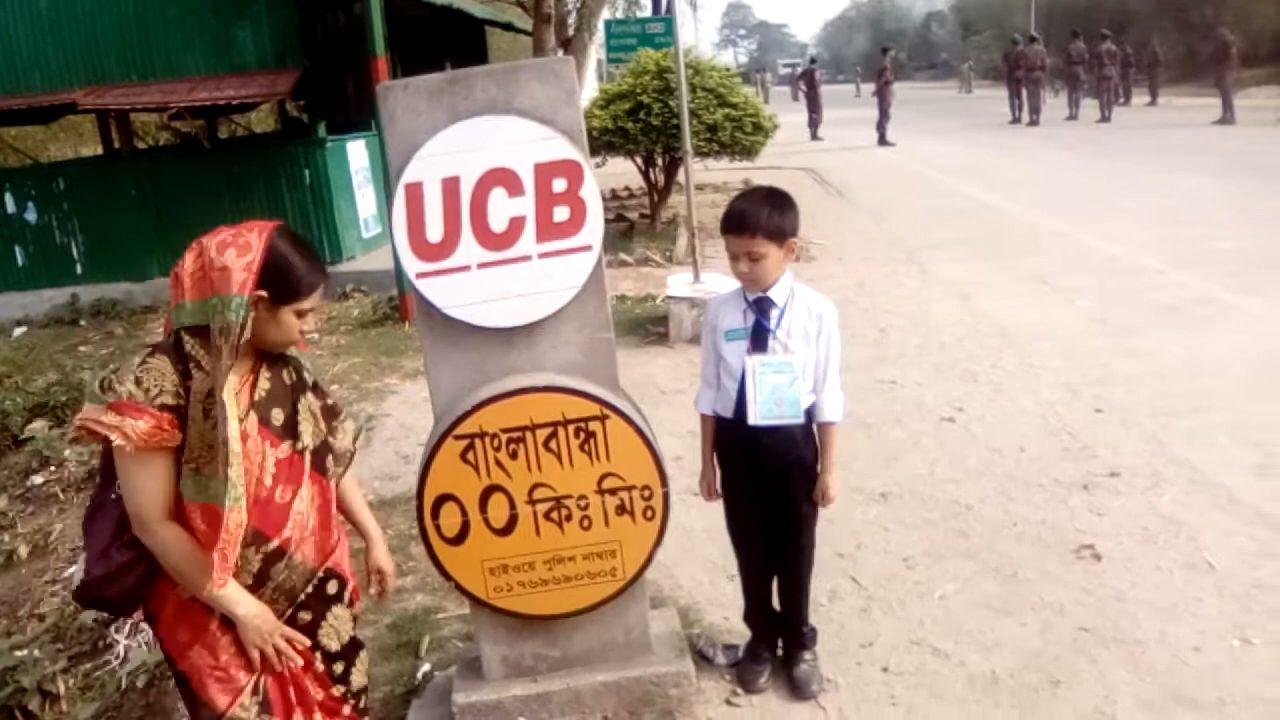 UCB
বাংলাবান্ধা
০০ কিঃ মিঃ
হাইওয়ে পুলিশ নাম্বার
০১৭৬৯৬৯০৬০৫